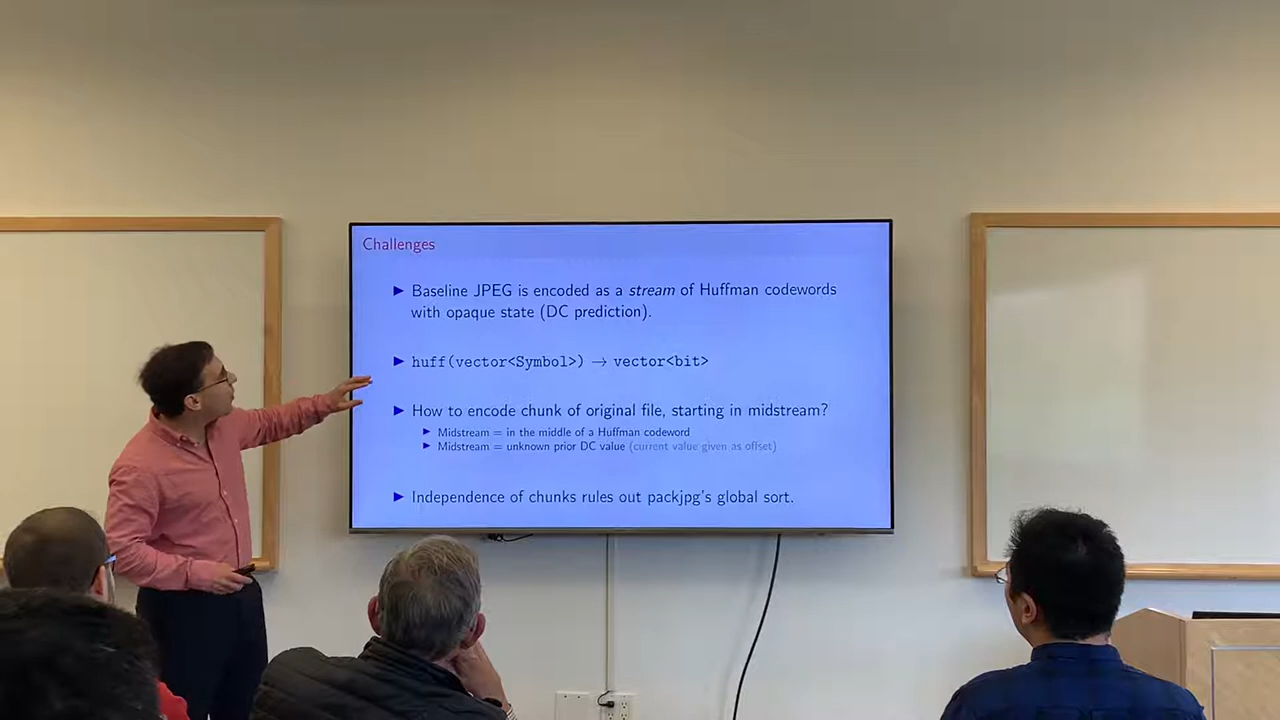 Challenges
▶ Baseline JPEG is encoded as a stream of Huffman codewords
with opaque state (DC prediction).
▶ huff(vector<Symbol>) → vector<bit>
▶ How to encode chunk of original file, starting in midstream?
▶ Midstream = in the middle of a Huffman codeword
▶ Midstream = unknown prior DC value (current value given as offset)
▶ Independence of chunks rules out packjpg's global sort.